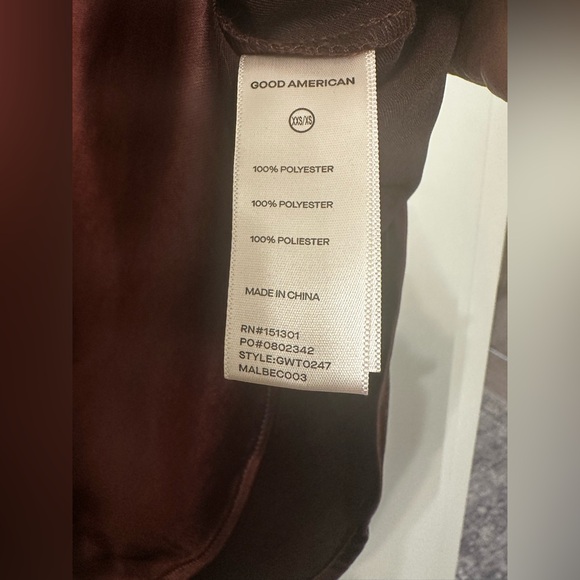 GOOD AMERICAN
XXS/XS
100% POLYESTER
100% POLYESTER
100% POLIESTER
MADE IN CHINA
RN#151301
PO#0802342
STYLE:GWT0247
MALBEC003